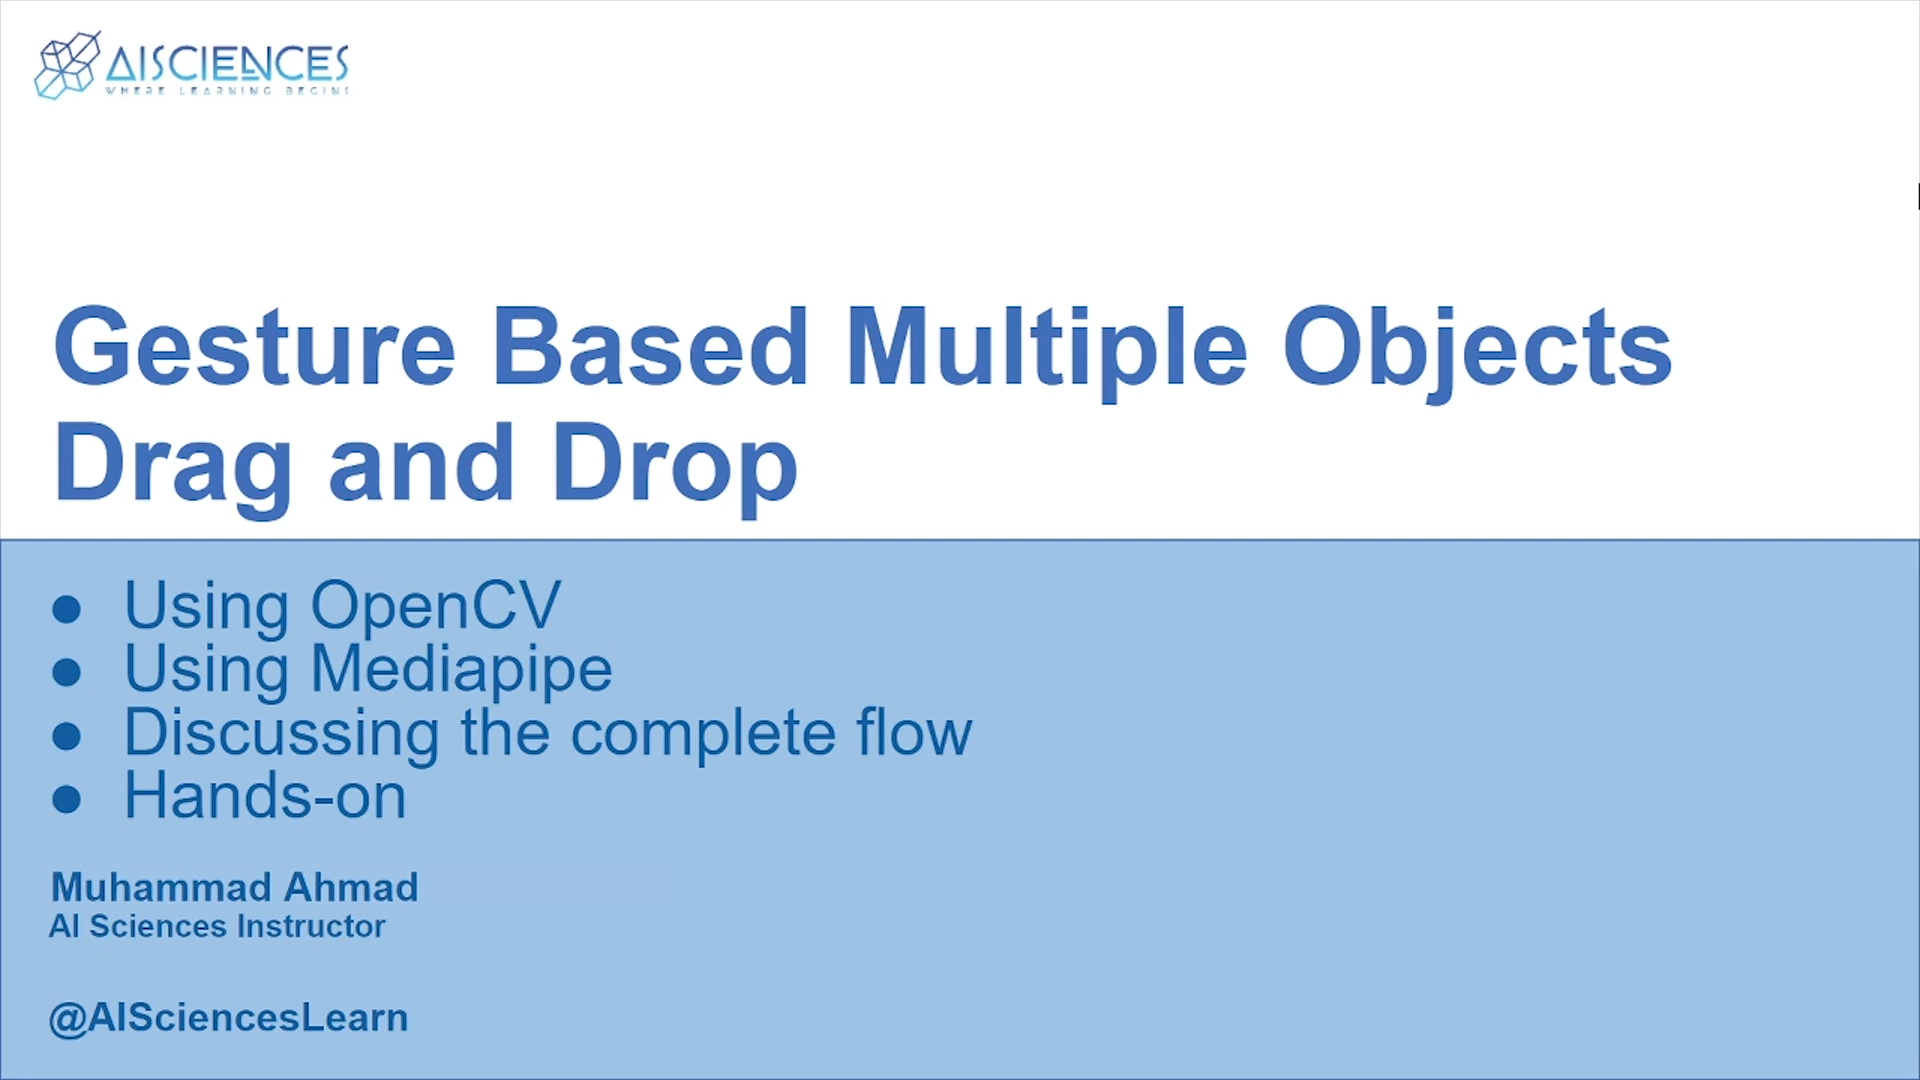 AISCIENCES
WHERE LEARNING BEGINS
Gesture Based Multiple Objects
Drag and Drop
● Using OpenCV
● Using Mediapipe
● Discussing the complete flow
● Hands-on
Muhammad Ahmad
AI Sciences Instructor
@AISciencesLearn